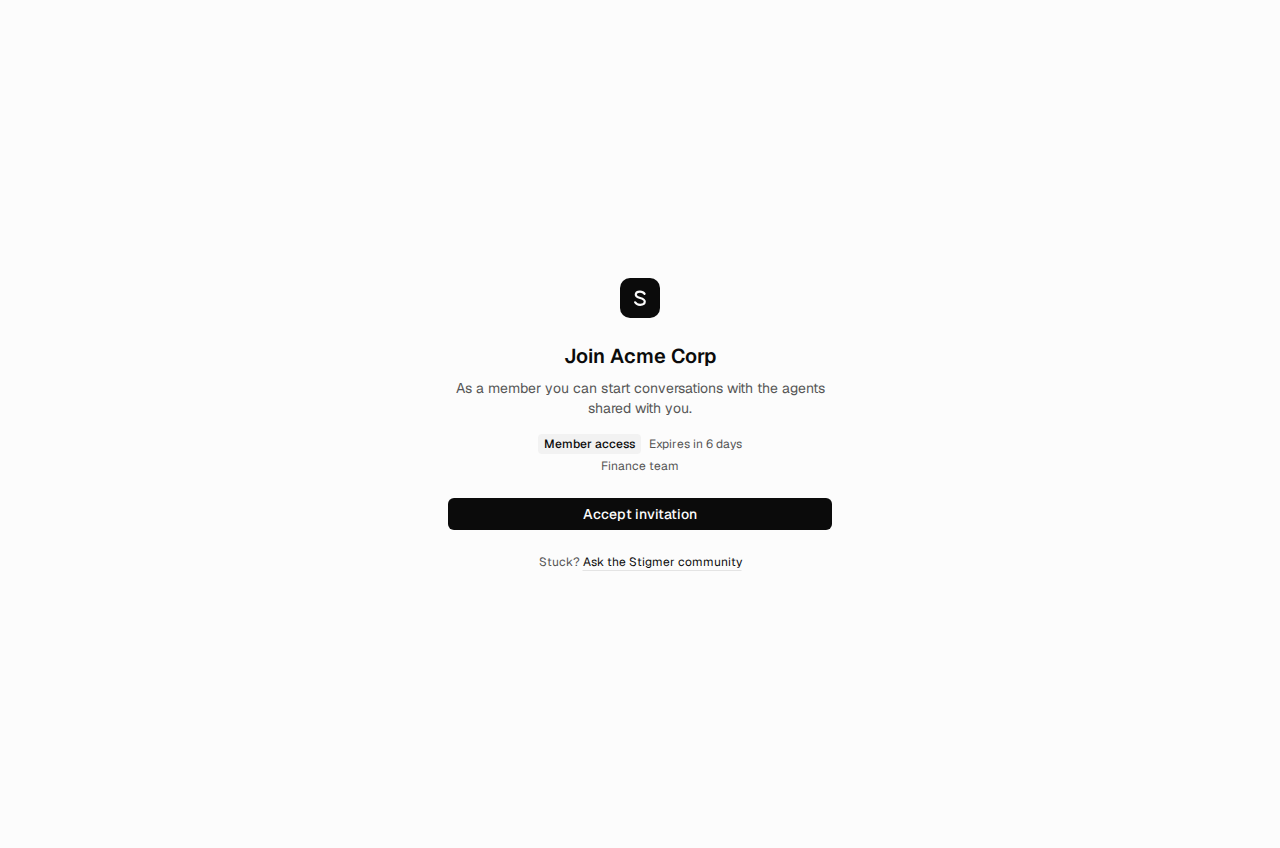 S
Join Acme Corp
As a member you can start conversations with the agents
shared with you.
Member access Expires in 6 days
Finance team
Accept invitation
Stuck? Ask the Stigmer community